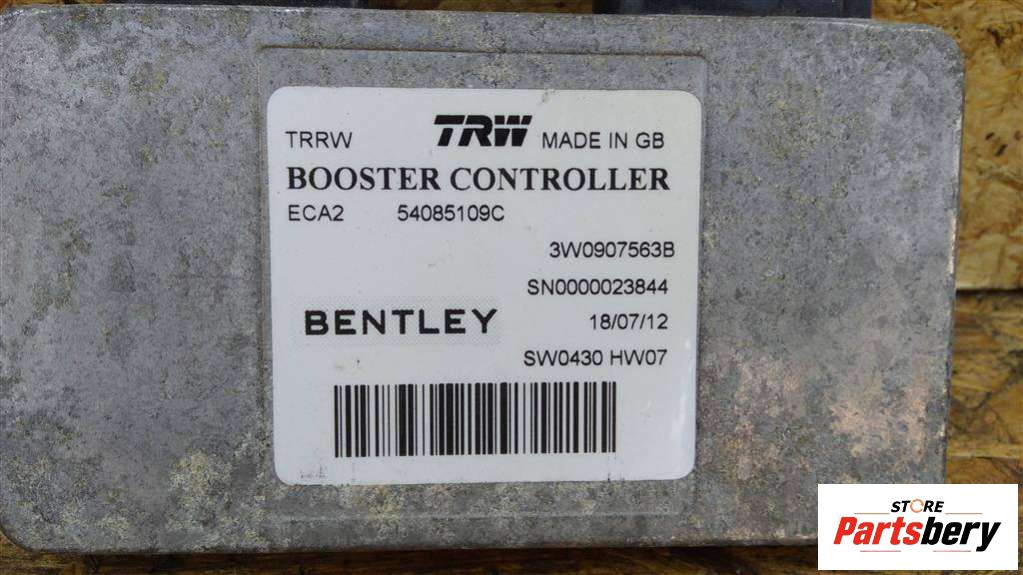 TRRW TRW MADE IN GB
BOOSTER CONTROLLER
ECA2 54085109C
3W0907563B
SN0000023844
BENTLEY 18/07/12
SW0430 HW07
STORE
Partsbery